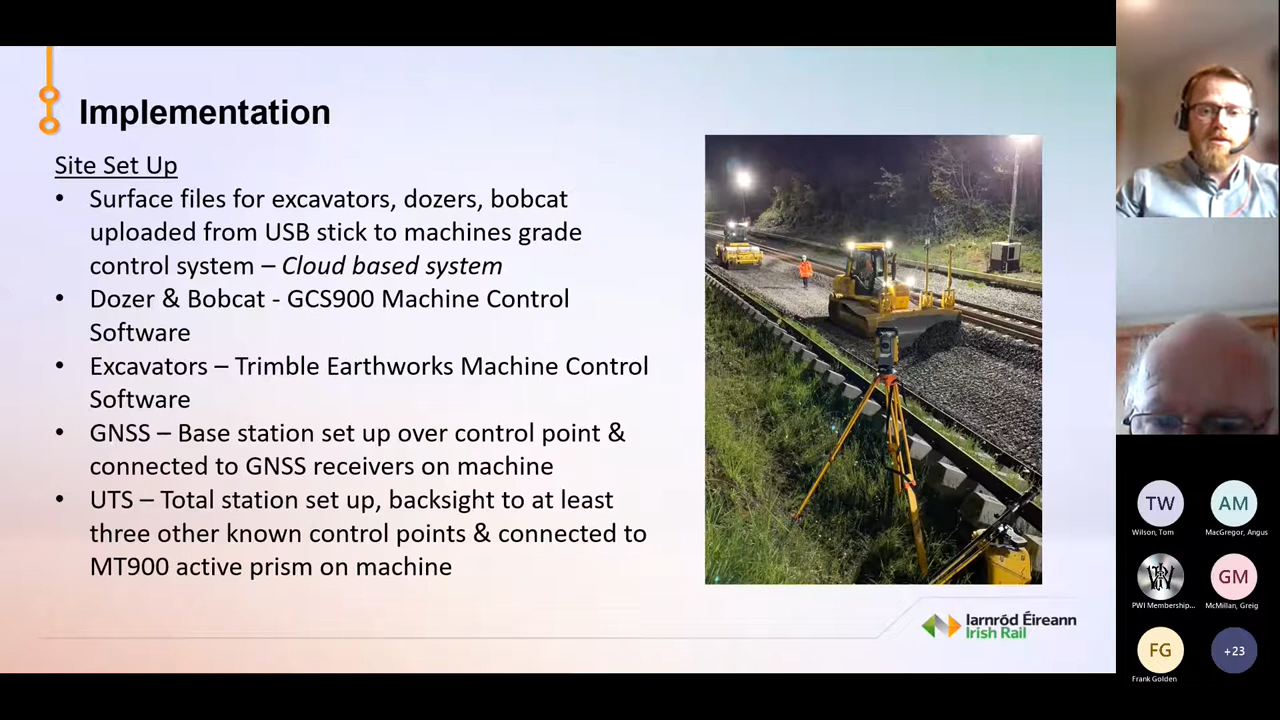 Implementation
Site Set Up
• Surface files for excavators, dozers, bobcat
uploaded from USB stick to machines grade
control system – Cloud based system
• Dozer & Bobcat - GCS900 Machine Control
Software
• Excavators – Trimble Earthworks Machine Control
Software
• GNSS – Base station set up over control point &
connected to GNSS receivers on machine
• UTS – Total station set up, backsight to at least
three other known control points & connected to
MT900 active prism on machine
Iarnród Éireann
Irish Rail
TW
Wilson, Tom
AM
MacGregor, Angus
PWI Membership...
GM
McMillan, Greig
FG
Frank Golden
+23